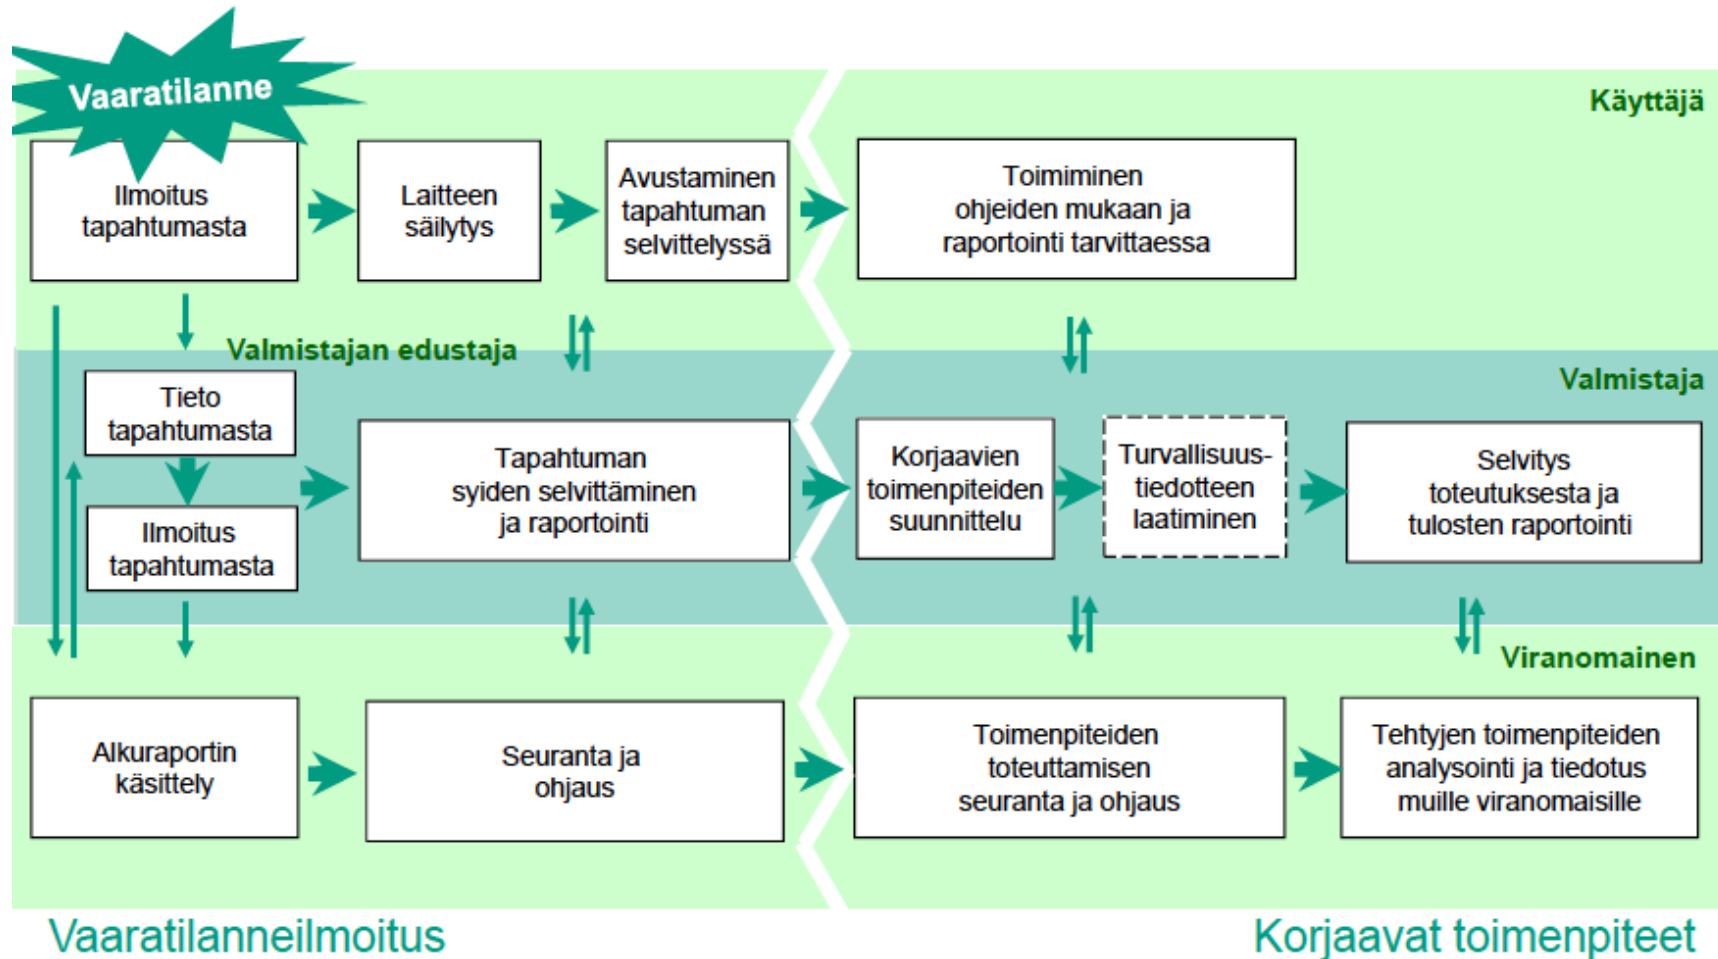 Vaaratilanne
Käyttäjä
Ilmoitus
tapahtumasta
Laitteen
säilytys
Avustaminen
tapahtuman
selvittelyssä
Toimiminen
ohjeiden mukaan ja
raportointi tarvittaessa
Valmistajan edustaja
Valmistaja
Tieto
tapahtumasta
Ilmoitus
tapahtumasta
Tapahtuman
syiden selvittäminen
ja raportointi
Korjaavien
toimenpiteiden
suunnittelu
Turvallisuus-
tiedotteen
laatiminen
Selvitys
toteutuksesta ja
tulosten raportointi
Viranomainen
Alkuraportin
käsittely
Seuranta ja
ohjaus
Toimenpiteiden
toteuttamisen
seuranta ja ohjaus
Tehtyjen toimenpiteiden
analysointi ja tiedotus
muille viranomaisille
Vaaratilanneilmoitus
Korjaavat toimenpiteet